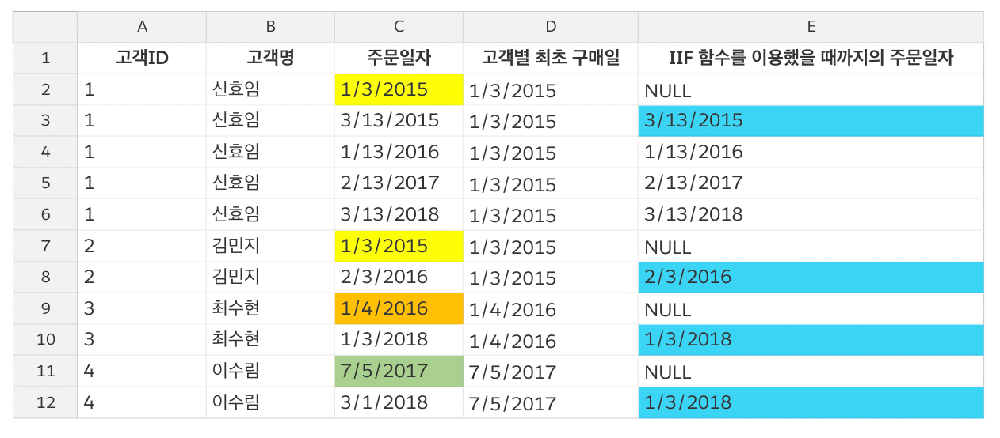 A B C D E
1 고객ID 고객명 주문일자 고객별 최초 구매일 IIF 함수를 이용했을 때까지의 주문일자
2 1 신효임 1/3/2015 1/3/2015 NULL
3 1 신효임 3/13/2015 1/3/2015 3/13/2015
4 1 신효임 1/13/2016 1/3/2015 1/13/2016
5 1 신효임 2/13/2017 1/3/2015 2/13/2017
6 1 신효임 3/13/2018 1/3/2015 3/13/2018
7 2 김민지 1/3/2015 1/3/2015 NULL
8 2 김민지 2/3/2016 1/3/2015 2/3/2016
9 3 최수현 1/4/2016 1/4/2016 NULL
10 3 최수현 1/3/2018 1/4/2016 1/3/2018
11 4 이수림 7/5/2017 7/5/2017 NULL
12 4 이수림 3/1/2018 7/5/2017 1/3/2018